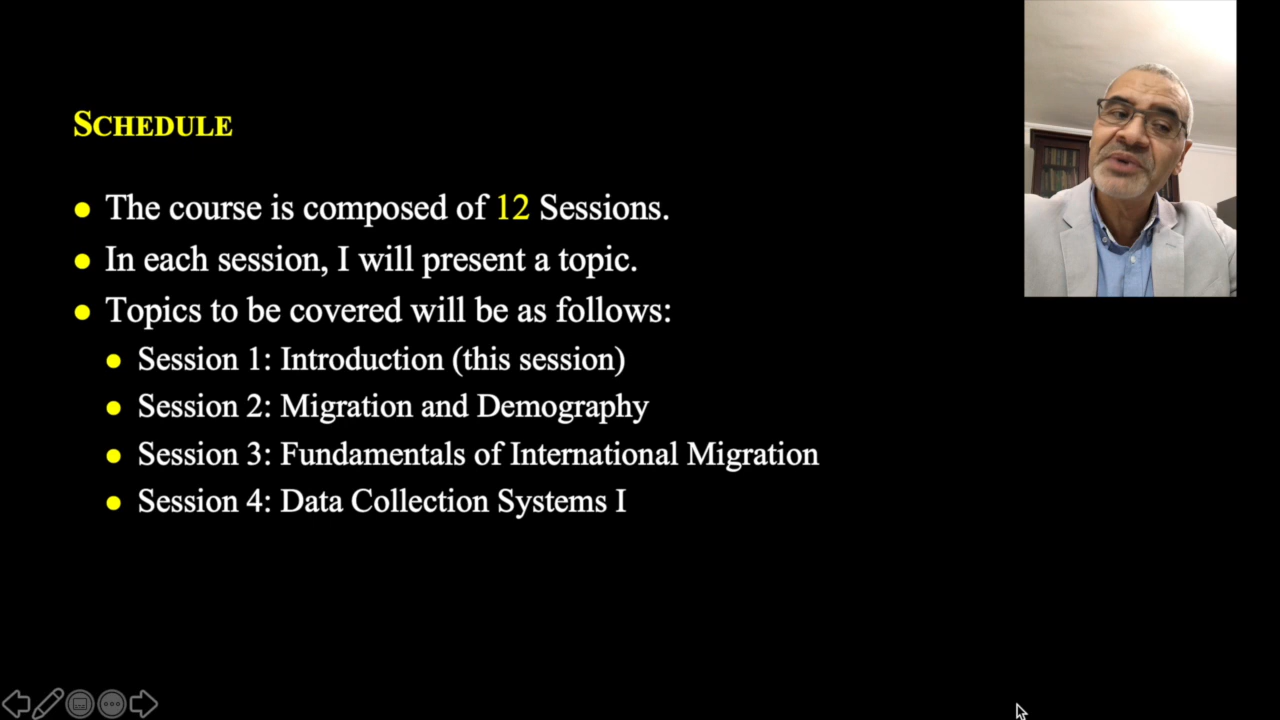 SCHEDULE
The course is composed of 12 Sessions.
In each session, I will present a topic.
Topics to be covered will be as follows:
Session 1: Introduction (this session)
Session 2: Migration and Demography
Session 3: Fundamentals of International Migration
Session 4: Data Collection Systems I